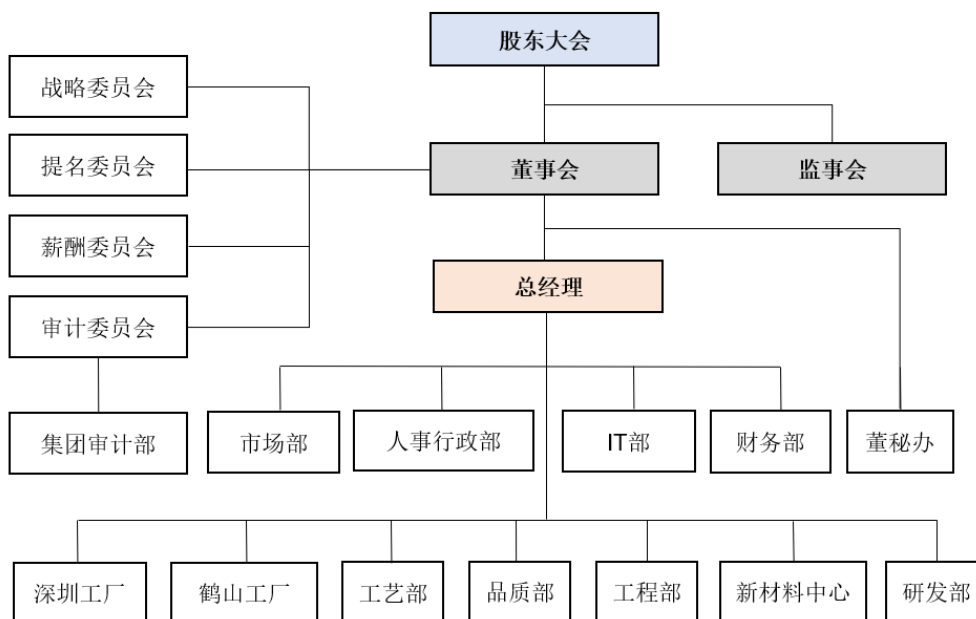 股东大会
战略委员会
提名委员会
董事会
监事会
薪酬委员会
总经理
审计委员会
集团审计部
市场部
人事行政部
IT部
财务部
董秘办
深圳工厂
鹤山工厂
工艺部
品质部
工程部
新材料中心
研发部